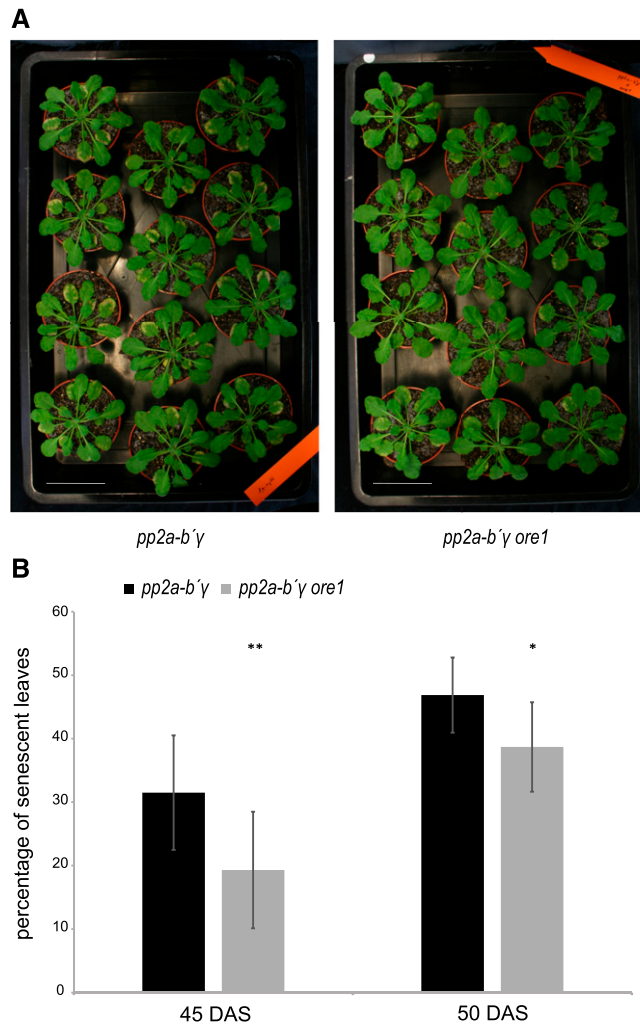 A
pp2a-b´γ
pp2a-b´γ ore1
B
pp2a-b´γ pp2a-b´γ ore1
percentage of senescent leaves
60
50
40
30
20
10
0
**
*
45 DAS
50 DAS